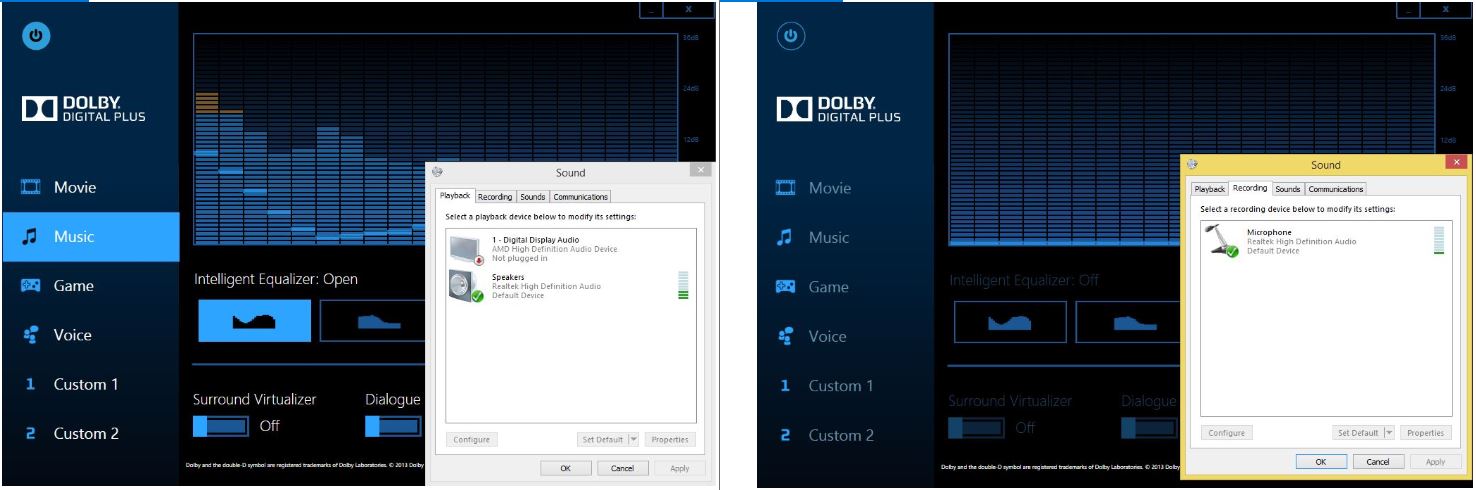 _ X
36dB
24dB
12dB
DOLBY.
DIGITAL PLUS
Movie
Music
Game
Voice
1 Custom 1
2 Custom 2
Intelligent Equalizer: Open
Surround Virtualizer
Off
Dialogue
Dolby and the double-D symbol are registered trademarks of Dolby Laboratories. © 2013 Dolby
Sound
x
Playback Recording Sounds Communications
Select a playback device below to modify its settings:
1 - Digital Display Audio
AMD High Definition Audio Device
Not plugged in
Speakers
Realtek High Definition Audio
Default Device
Configure Set Default Properties
OK Cancel Apply
_ X
36dB
24dB
12dB
DOLBY.
DIGITAL PLUS
Movie
Music
Game
Voice
1 Custom 1
2 Custom 2
Intelligent Equalizer: Off
Surround Virtualizer
Off
Dialogue
Dolby and the double-D symbol are registered trademarks of Dolby Laboratories. © 2013 Dolby
Sound
x
Playback Recording Sounds Communications
Select a recording device below to modify its settings:
Microphone
Realtek High Definition Audio
Default Device
Configure Set Default Properties
OK Cancel Apply